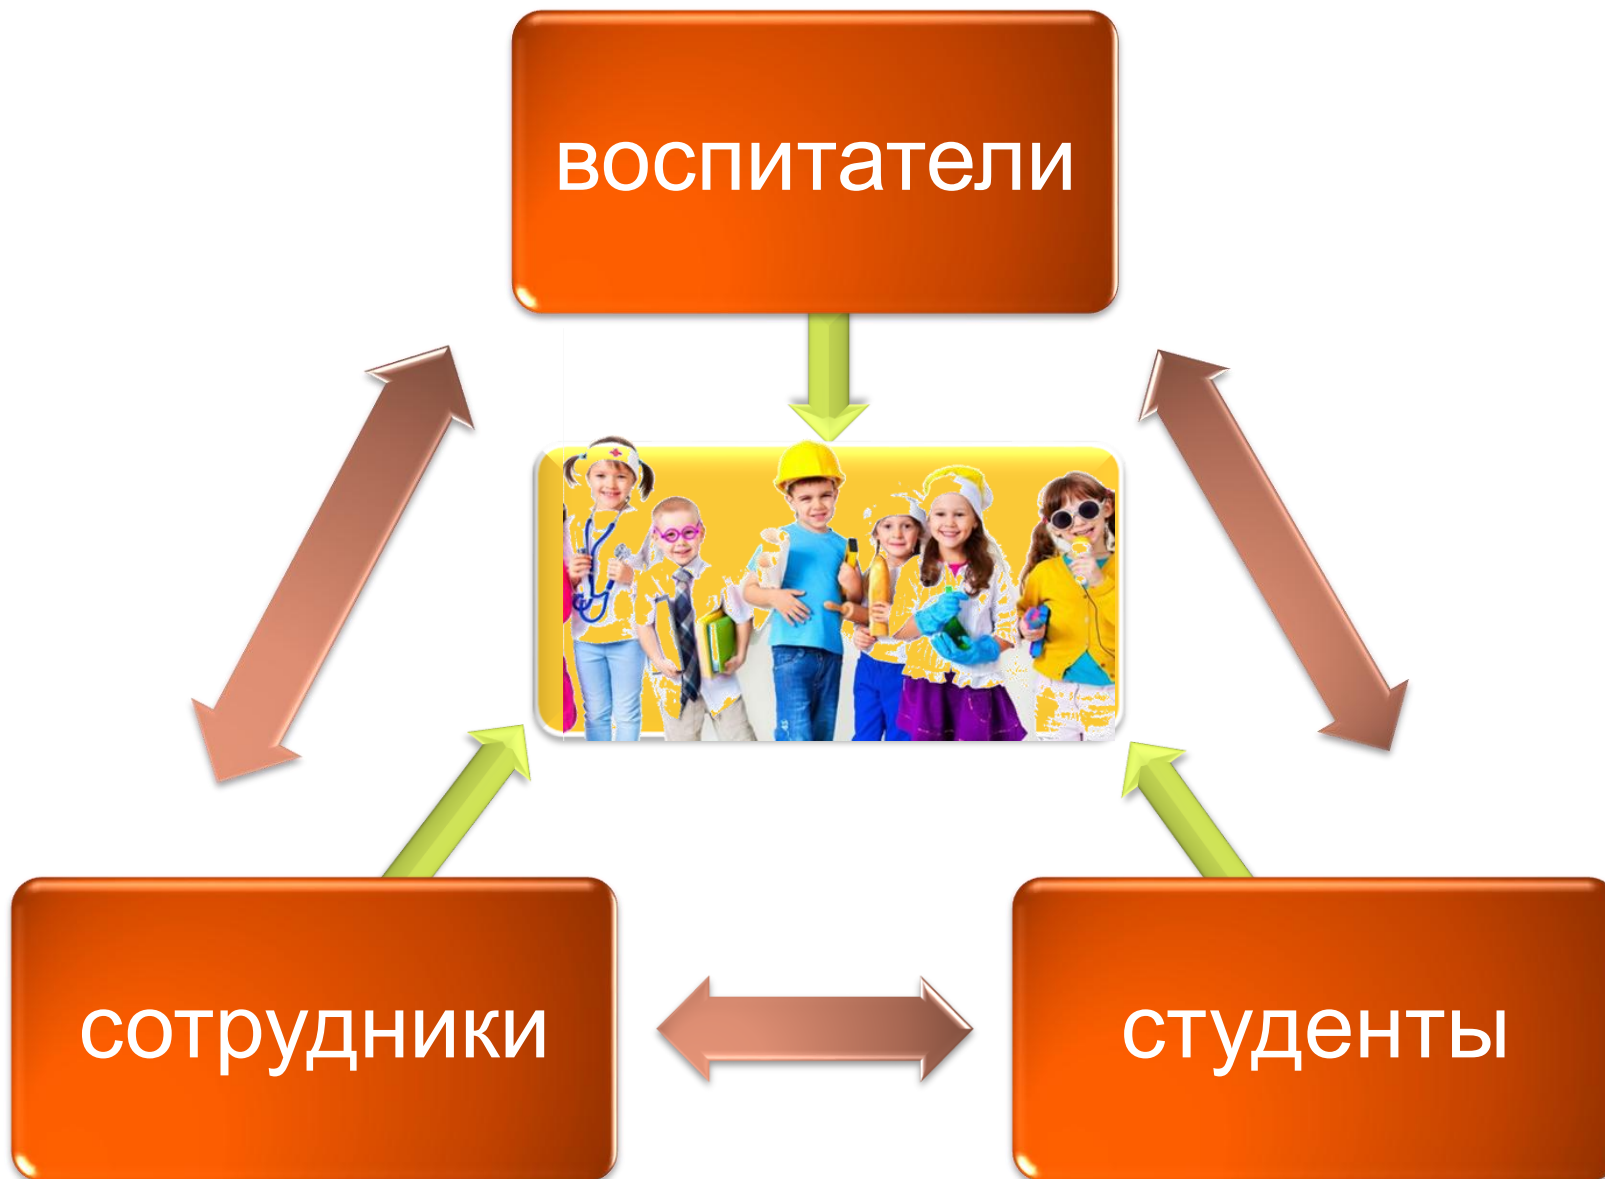 воспитатели
сотрудники
студенты